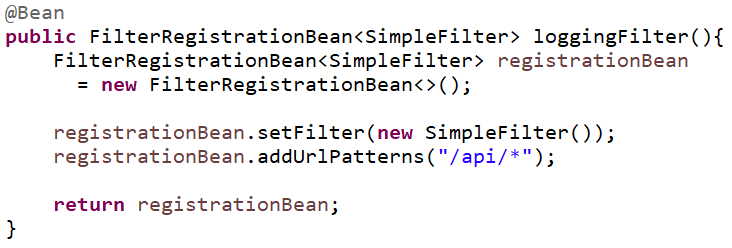 @Bean
public FilterRegistrationBean<SimpleFilter> loggingFilter(){
    FilterRegistrationBean<SimpleFilter> registrationBean
      = new FilterRegistrationBean<>();

    registrationBean.setFilter(new SimpleFilter());
    registrationBean.addUrlPatterns("/api/*");

    return registrationBean;
}